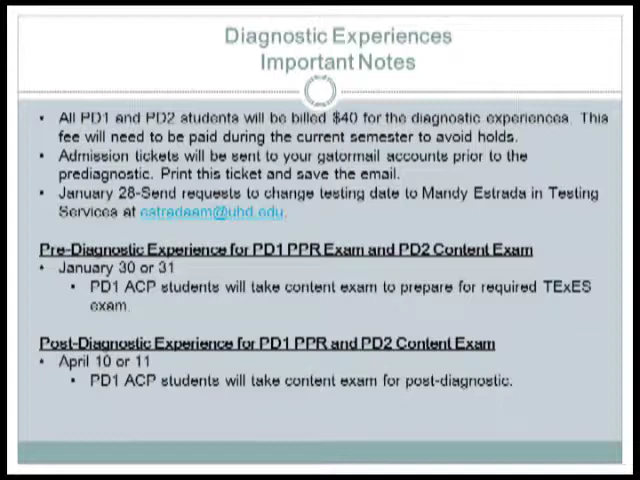 Diagnostic Experiences
Important Notes
• All PD1 and PD2 students will be billed $40 for the diagnostic experiences. This
fee will need to be paid during the current semester to avoid holds.
• Admission tickets will be sent to your gatormail accounts prior to the
prediagnostic. Print this ticket and save the email.
• January 28-Send requests to change testing date to Mandy Estrada in Testing
Services at estradaam@uhd.edu.
Pre-Diagnostic Experience for PD1 PPR Exam and PD2 Content Exam
• January 30 or 31
• PD1 ACP students will take content exam to prepare for required TExES
exam.
Post-Diagnostic Experience for PD1 PPR and PD2 Content Exam
• April 10 or 11
• PD1 ACP students will take content exam for post-diagnostic.